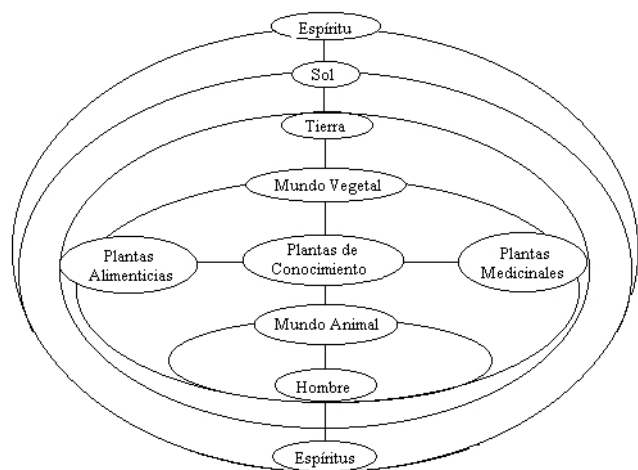 Espíritu
Sol
Tierra
Mundo Vegetal
Plantas
Alimenticias
Plantas de
Conocimiento
Plantas
Medicinales
Mundo Animal
Hombre
Espíritus